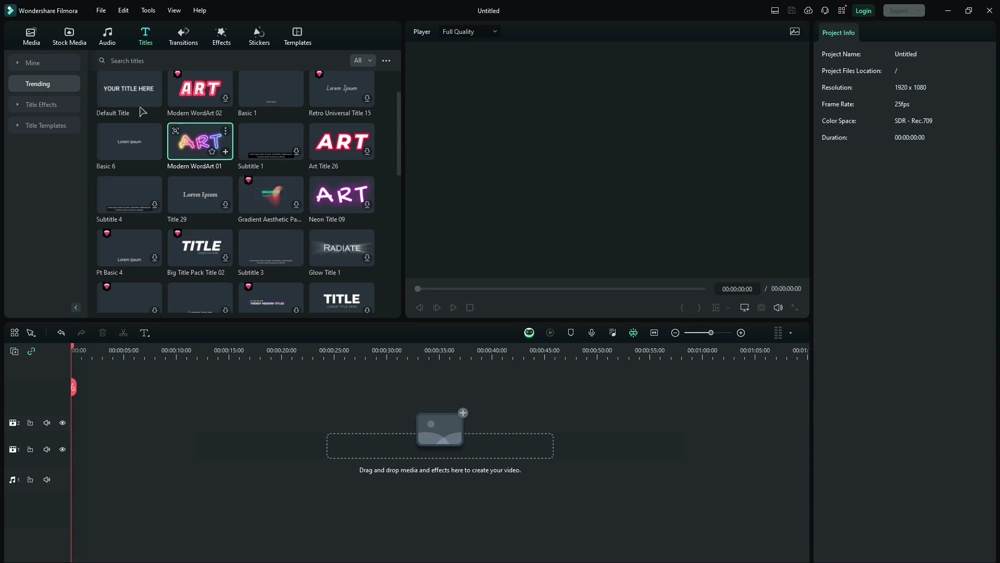 Wondershare Filmora
File
Edit
Tools
View
Help
Untitled
Login
Export
Media
Stock Media
Audio
Titles
Transitions
Effects
Stickers
Templates
Player
Full Quality
Project Info
Mine
Trending
Title Effects
Title Templates
Search titles
All
YOUR TITLE HERE
ART
Lorem Ipsum
Default Title
Modern WordArt 02
Basic 1
Retro Universal Title 15
Lorem ipsum
ART
ART
Basic 6
Modern WordArt 01
Subtitle 1
Art Title 26
Lorem Ipsum
ART
Subtitle 4
Title 29
Gradient Aesthetic Pa...
Neon Title 09
Lorem ipsum
TITLE
RADIATE
Pt Basic 4
Big Title Pack Title 02
Subtitle 3
Glow Title 1
TRENDY MODERN TITLES
TITLE
Project Name:
Untitled
Project Files Location:
/
Resolution:
1920 x 1080
Frame Rate:
25fps
Color Space:
SDR - Rec.709
Duration:
00:00:00:00
00:00:00:00 / 00:00:00:00
:00:00
00:00:05:00
00:00:10:00
00:00:15:00
00:00:20:00
00:00:25:00
00:00:30:00
00:00:35:00
00:00:40:00
00:00:45:00
00:00:50:00
00:00:55:00
00:01:00:00
00:01:05:00
00:01:
2
1
1
Drag and drop media and effects here to create your video.